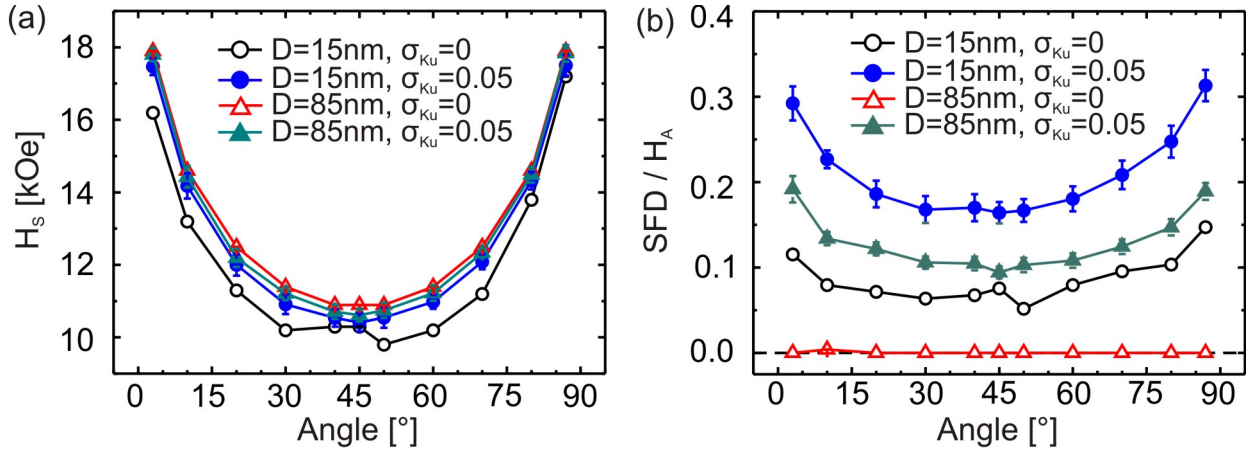 (a)
H_S [kOe]
18
16
14
12
10
D=15nm, σ_Ku=0
D=15nm, σ_Ku=0.05
D=85nm, σ_Ku=0
D=85nm, σ_Ku=0.05
0 15 30 45 60 75 90
Angle [°]
(b)
SFD / H_A
0.4
0.3
0.2
0.1
0.0
D=15nm, σ_Ku=0
D=15nm, σ_Ku=0.05
D=85nm, σ_Ku=0
D=85nm, σ_Ku=0.05
0 15 30 45 60 75 90
Angle [°]